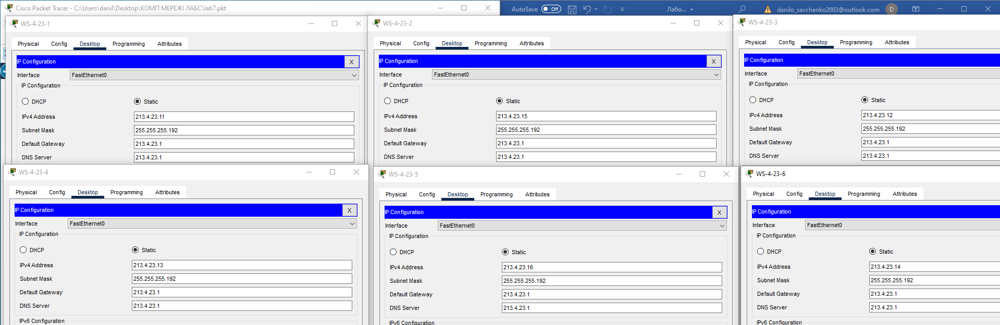 Cisco Packet Tracer - C:\Users\danil\Desktop\КОМП МЕРЕЖІ ЛАБС\lab7.pkt
AutoSave Off Лабо... danilo_savchenko2003@outlook.com D
WS-4-23-1
Physical Config Desktop Programming Attributes
IP Configuration X
Interface FastEthernet0
IP Configuration
DHCP Static
IPv4 Address 213.4.23.11
Subnet Mask 255.255.255.192
Default Gateway 213.4.23.1
DNS Server 213.4.23.1
WS-4-23-2
Physical Config Desktop Programming Attributes
IP Configuration X
Interface FastEthernet0
IP Configuration
DHCP Static
IPv4 Address 213.4.23.15
Subnet Mask 255.255.255.192
Default Gateway 213.4.23.1
DNS Server 213.4.23.1
WS-4-23-3
Physical Config Desktop Programming Attributes
IP Configuration
Interface FastEthernet0
IP Configuration
DHCP Static
IPv4 Address 213.4.23.12
Subnet Mask 255.255.255.192
Default Gateway 213.4.23.1
DNS Server 213.4.23.1
WS-4-23-4
Physical Config Desktop Programming Attributes
IP Configuration X
Interface FastEthernet0
IP Configuration
DHCP Static
IPv4 Address 213.4.23.13
Subnet Mask 255.255.255.192
Default Gateway 213.4.23.1
DNS Server 213.4.23.1
IPv6 Configuration
WS-4-23-5
Physical Config Desktop Programming Attributes
IP Configuration X
Interface FastEthernet0
IP Configuration
DHCP Static
IPv4 Address 213.4.23.16
Subnet Mask 255.255.255.192
Default Gateway 213.4.23.1
DNS Server 213.4.23.1
IPv6 Configuration
WS-4-23-6
Physical Config Desktop Programming Attributes
IP Configuration
Interface FastEthernet0
IP Configuration
DHCP Static
IPv4 Address 213.4.23.14
Subnet Mask 255.255.255.192
Default Gateway 213.4.23.1
DNS Server 213.4.23.1
IPv6 Configuration